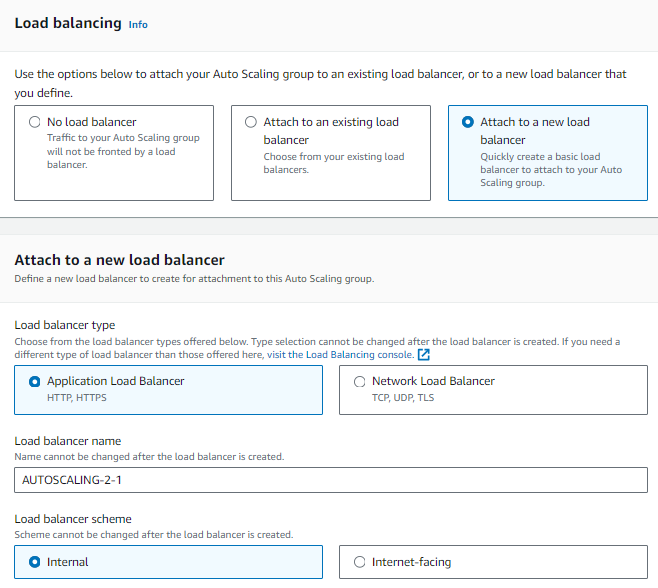 Load balancing Info
Use the options below to attach your Auto Scaling group to an existing load balancer, or to a new load balancer that
you define.
No load balancer
Traffic to your Auto Scaling group
will not be fronted by a load
balancer.
Attach to an existing load
balancer
Choose from your existing load
balancers.
Attach to a new load
balancer
Quickly create a basic load
balancer to attach to your Auto
Scaling group.
Attach to a new load balancer
Define a new load balancer to create for attachment to this Auto Scaling group.
Load balancer type
Choose from the load balancer types offered below. Type selection cannot be changed after the load balancer is created. If you need a
different type of load balancer than those offered here, visit the Load Balancing console.
Application Load Balancer
HTTP, HTTPS
Network Load Balancer
TCP, UDP, TLS
Load balancer name
Name cannot be changed after the load balancer is created.
AUTOSCALING-2-1
Load balancer scheme
Scheme cannot be changed after the load balancer is created.
Internal
Internet-facing